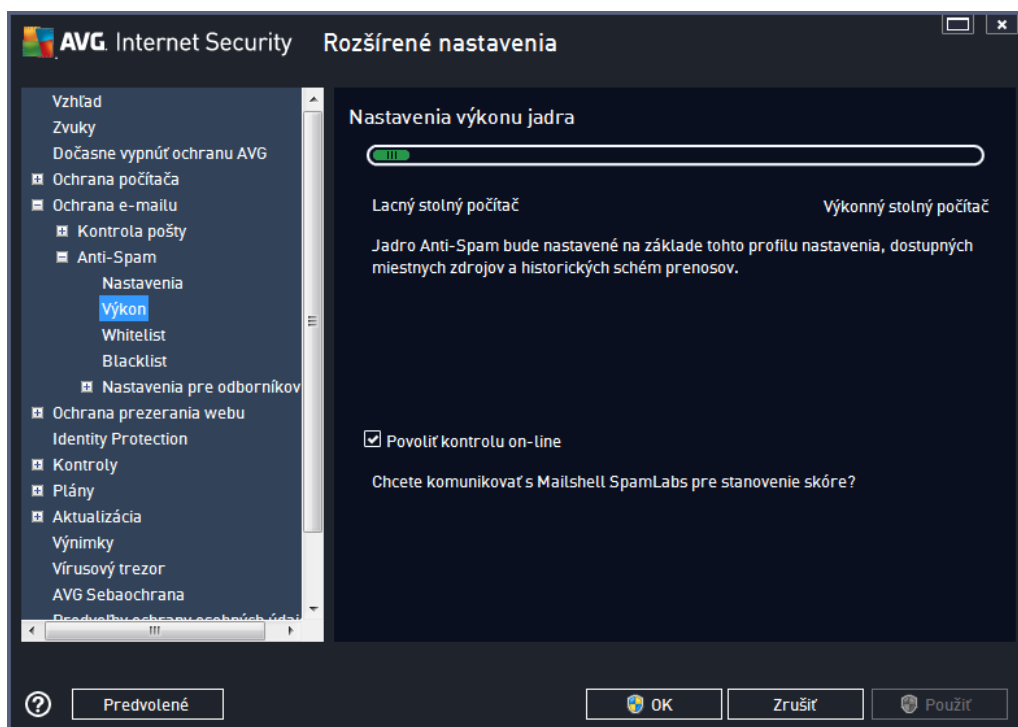 AVG. Internet Security Rozšírené nastavenia
Vzhľad
Zvuky
Dočasne vypnúť ochranu AVG
Ochrana počítača
Ochrana e-mailu
Kontrola pošty
Anti-Spam
Nastavenia
Výkon
Whitelist
Blacklist
Nastavenia pre odborníkov
Ochrana prezerania webu
Identity Protection
Kontroly
Plány
Aktualizácia
Výnimky
Vírusový trezor
AVG Sebaochrana
Predvoľby ochrany osobných údaj
Nastavenia výkonu jadra
Lacný stolný počítač
Výkonný stolný počítač
Jadro Anti-Spam bude nastavené na základe tohto profilu nastavenia, dostupných
miestnych zdrojov a historických schém prenosov.
Povoliť kontrolu on-line
Chcete komunikovať s Mailshell SpamLabs pre stanovenie skóre?
Predvolené
OK
Zrušiť
Použiť